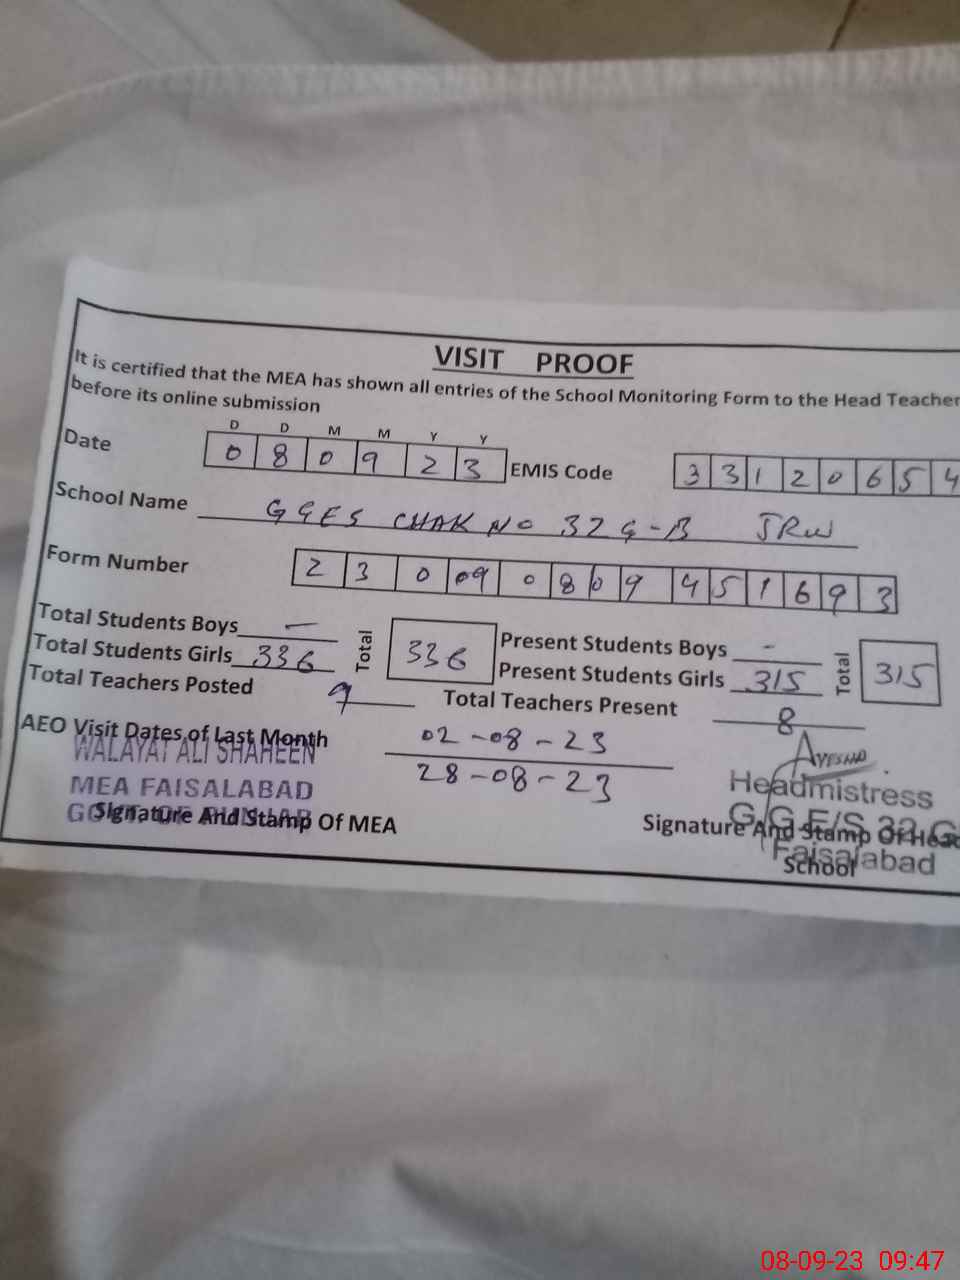 VISIT PROOF
It is certified that the MEA has shown all entries of the School Monitoring Form to the Head Teacher
before its online submission
D D M M Y Y
Date 0 8 0 9 2 3 EMIS Code 3 3 1 2 0 6 5 4
School Name GGES CHAK NO 32 G-B JRW
Form Number 2 3 0 09 0 8 0 9 4 5 1 6 9 3
Total Students Boys - Total 336 Present Students Boys - Total 315
Total Students Girls 336 Present Students Girls 315
Total Teachers Posted 9 Total Teachers Present 8
AEO Visit Dates of Last Month 02-08-23
28-08-23
WALAYAT ALI SHAHEEN
MEA FAISALABAD
GOVT. OF PUNJAB
Signature And Stamp Of MEA
AYESHA
Headmistress
G/G E/S 32 G
Faisalabad
Signature And Stamp Of Head
School
08-09-23 09:47